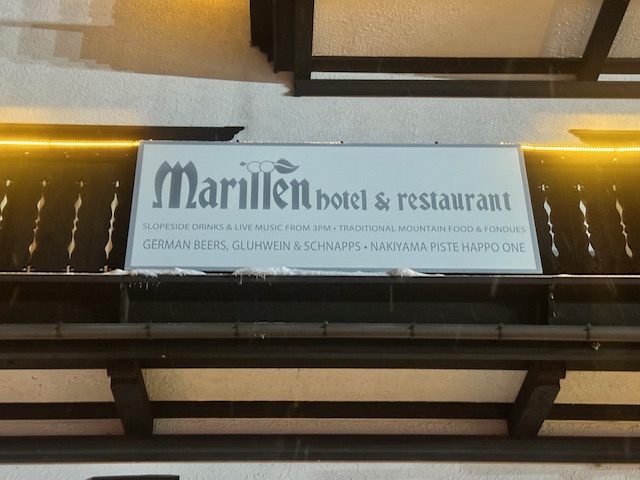 Marillen hotel & restaurant
SLOPESIDE DRINKS & LIVE MUSIC FROM 3PM • TRADITIONAL MOUNTAIN FOOD & FONDUES
GERMAN BEERS, GLUHWEIN & SCHNAPPS • NAKIYAMA PISTE HAPPO ONE